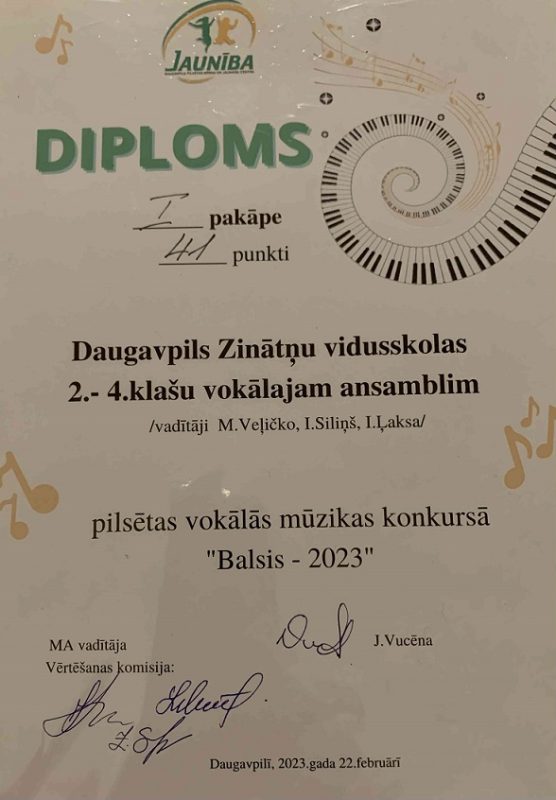 JAUNĪBA
DIPLOMS
I pakāpe
41 punkti
Daugavpils Zinātņu vidusskolas
2.- 4.klašu vokālajam ansamblim
/vadītāji M.Veļičko, I.Siliņš, I.Ļaksa/
pilsētas vokālās mūzikas konkursā
"Balsis - 2023"
MA vadītāja J.Vucēna
Vērtēšanas komisija:
Daugavpilī, 2023.gada 22.februārī